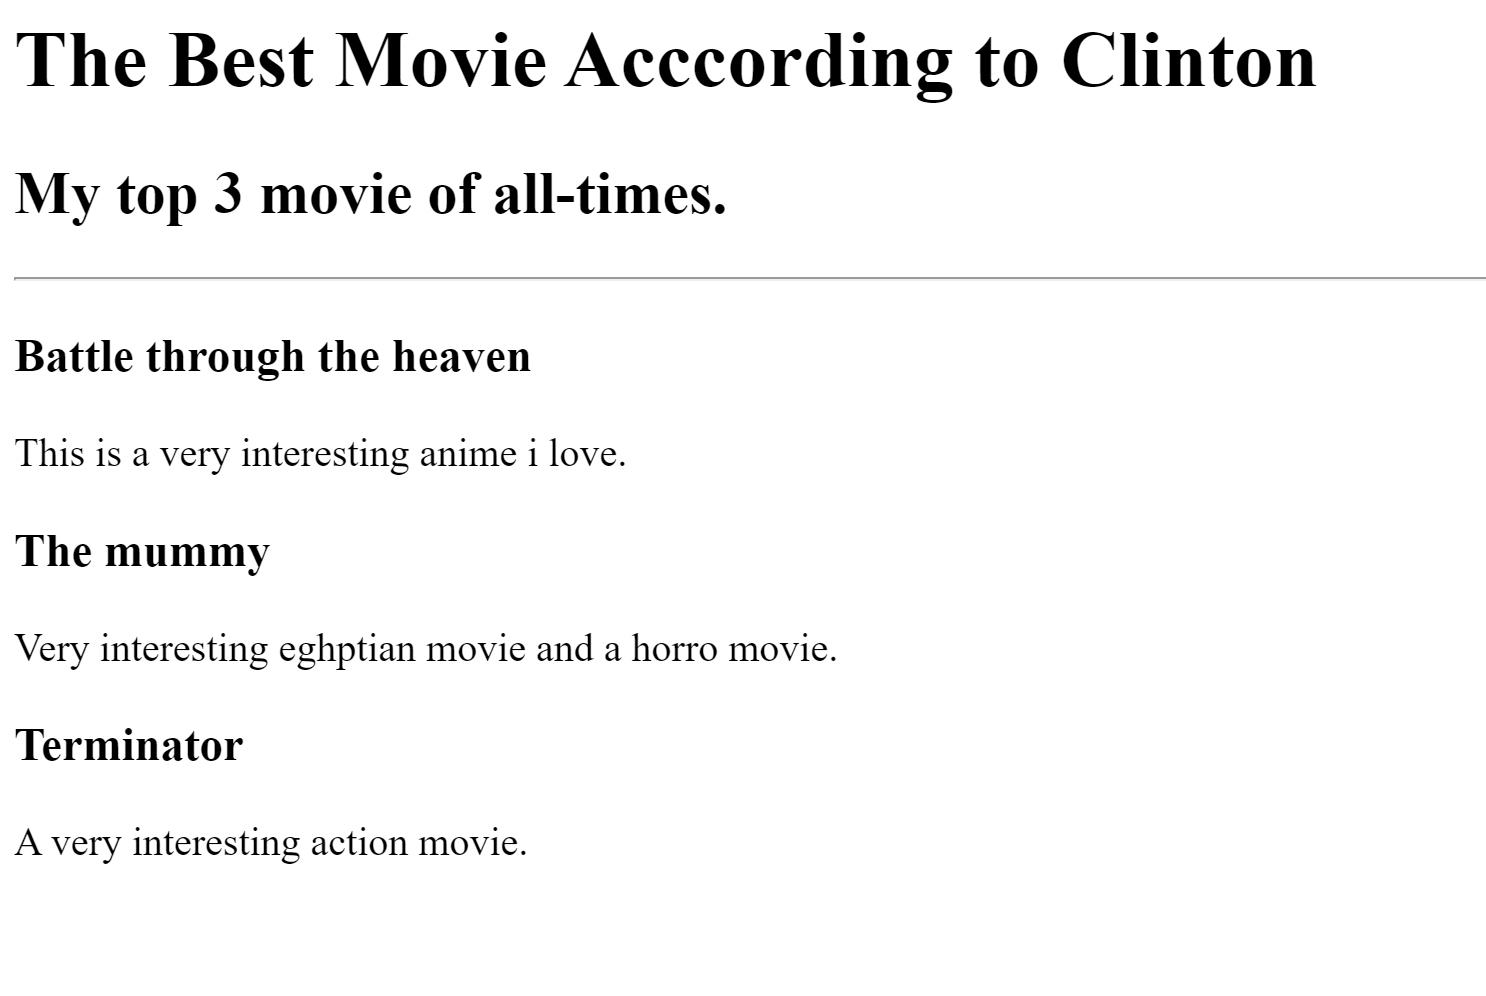 The Best Movie Acccording to Clinton
My top 3 movie of all-times.
Battle through the heaven
This is a very interesting anime i love.
The mummy
Very interesting eghptian movie and a horro movie.
Terminator
A very interesting action movie.